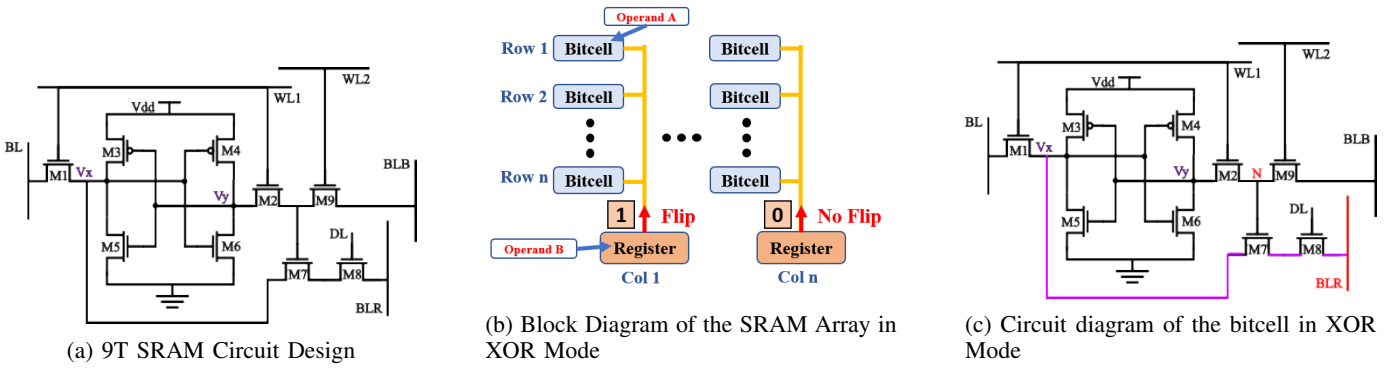 WL2
WL1
Vdd
BL
M3
M4
BLB
M1
Vx
Vy
M2
M9
M5
M6
DL
M7
M8
BLR
(a) 9T SRAM Circuit Design
Operand A
Row 1 Bitcell Bitcell
Row 2 Bitcell Bitcell
Row n Bitcell Bitcell
1 Flip 0 No Flip
Operand B Register Register
Col 1 Col n
(b) Block Diagram of the SRAM Array in
XOR Mode
WL2
WL1
Vdd
BL
M3
M4
BLB
M1
Vx
Vy
M2
N
M9
M5
M6
DL
M7
M8
BLR
(c) Circuit diagram of the bitcell in XOR
Mode